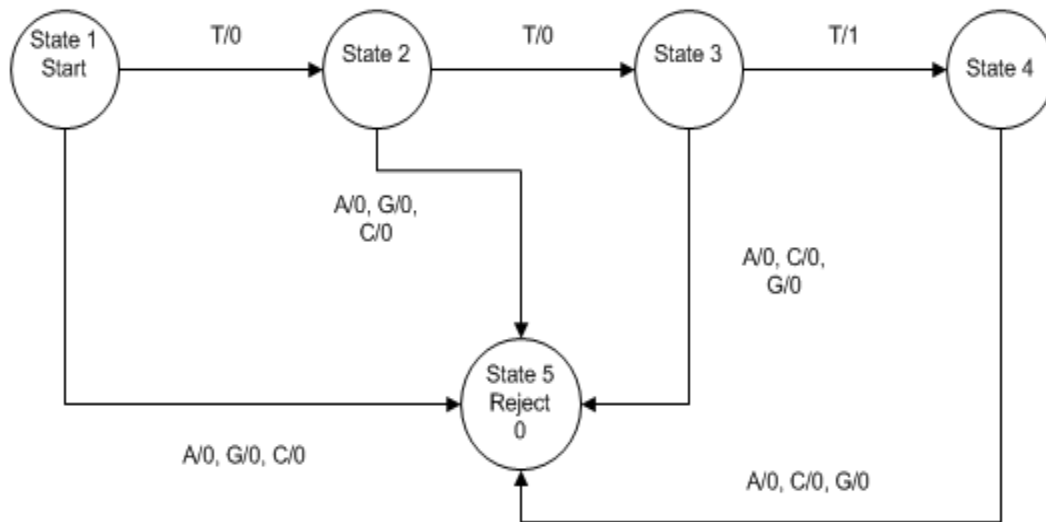 State 1
Start
T/0
State 2
T/0
State 3
T/1
State 4
A/0, G/0,
C/0
A/0, C/0,
G/0
State 5
Reject
0
A/0, G/0, C/0
A/0, C/0, G/0